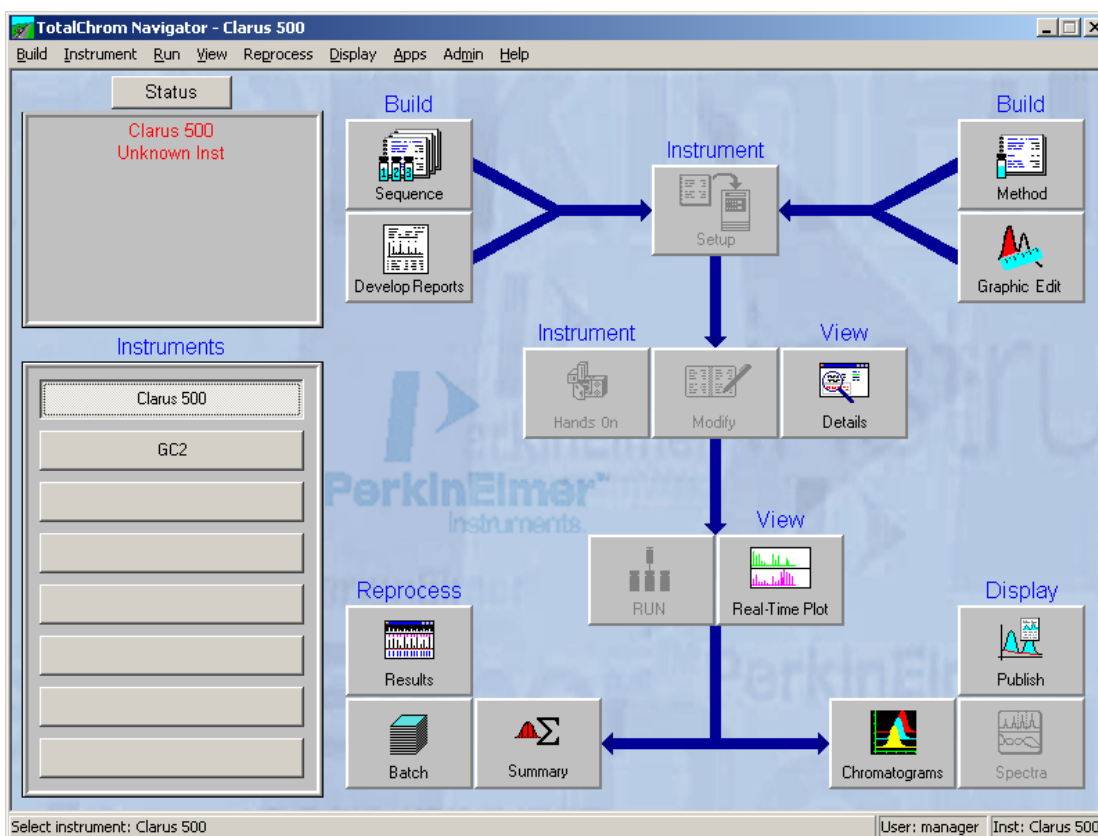 TotalChrom Navigator - Clarus 500
Build Instrument Run View Reprocess Display Apps Admin Help
Status
Clarus 500
Unknown Inst
Build
Sequence
Develop Reports
Instrument
Setup
Build
Method
Graphic Edit
Instruments
Clarus 500
GC2
Instrument
Hands On
Modify
View
Details
PerkinElmer™
Instruments.
RUN
View
Real-Time Plot
Reprocess
Results
Batch
Summary
Display
Publish
Chromatograms
Spectra
Select instrument: Clarus 500
User: manager
Inst: Clarus 500